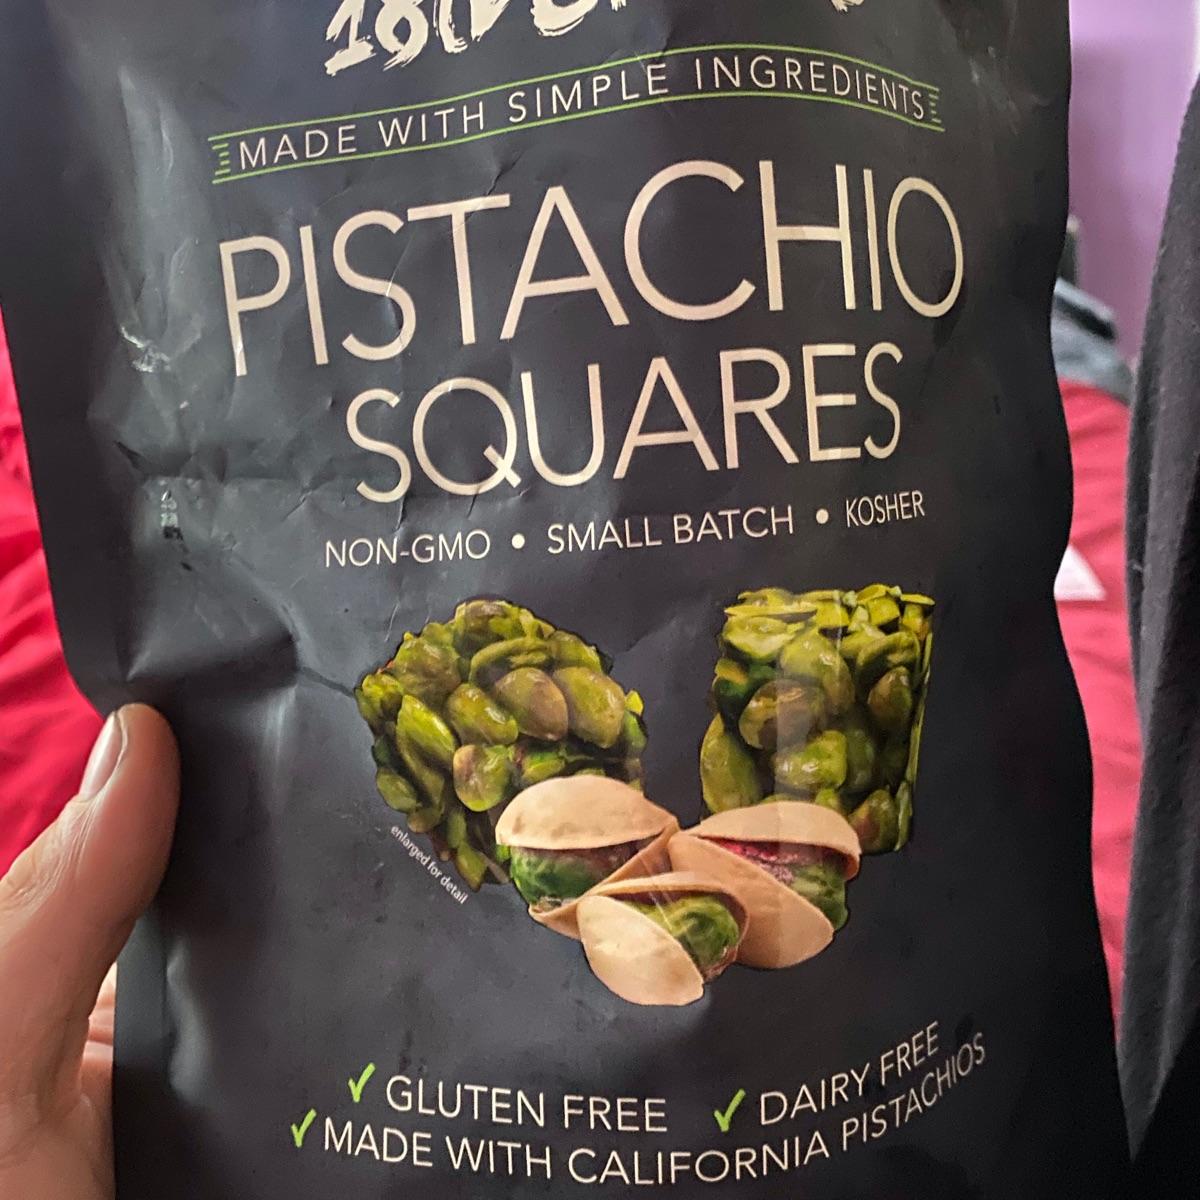 MADE WITH SIMPLE INGREDIENTS
PISTACHIO
SQUARES
NON-GMO • SMALL BATCH • KOSHER
enlarged for detail
✓ GLUTEN FREE ✓ DAIRY FREE
✓ MADE WITH CALIFORNIA PISTACHIOS